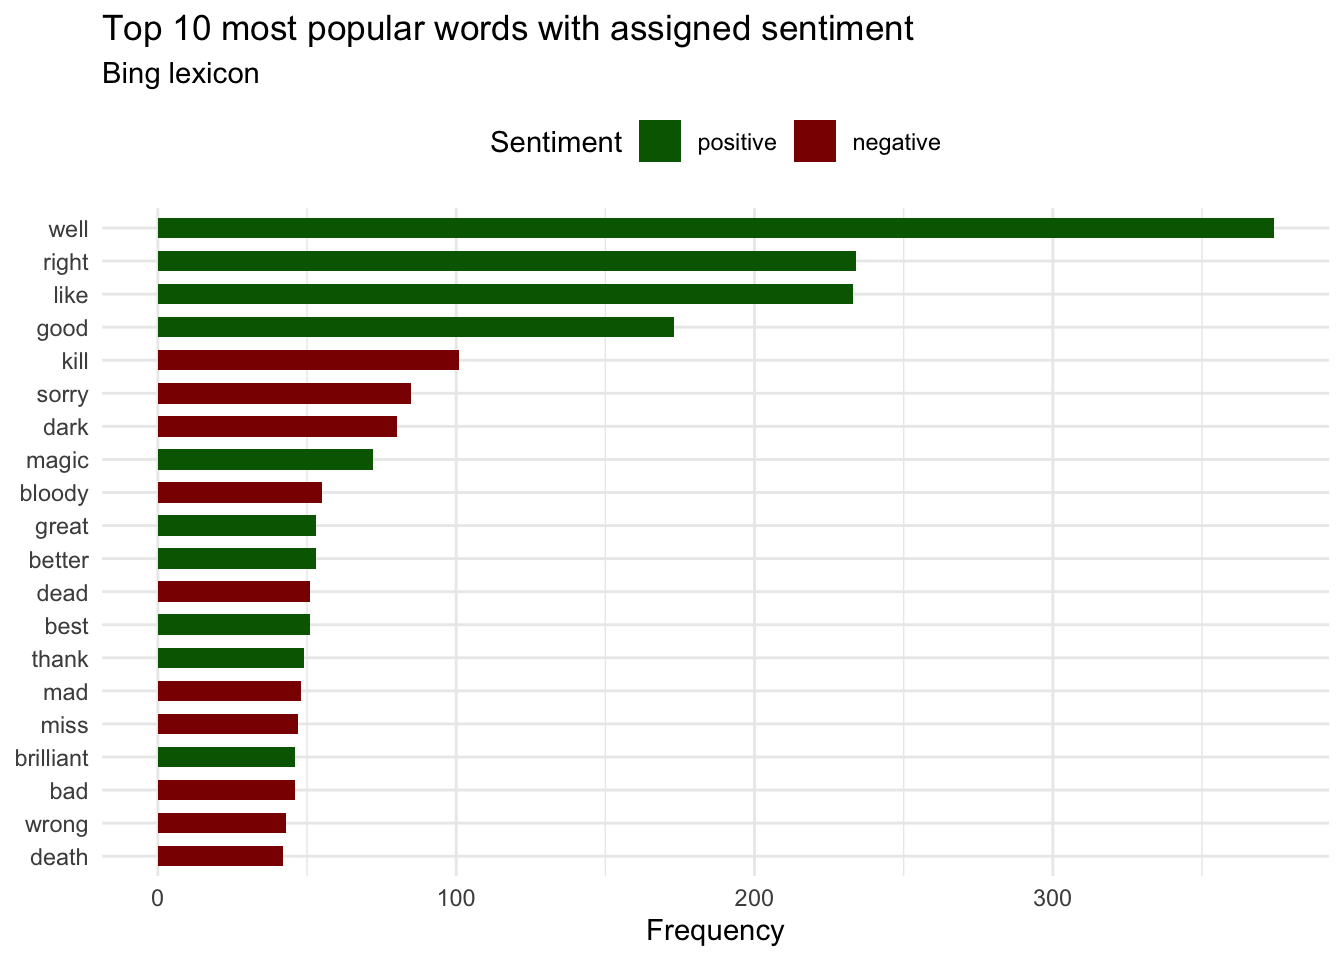 Top 10 most popular words with assigned sentiment
Bing lexicon
Sentiment positive negative
well
right
like
good
kill
sorry
dark
magic
bloody
great
better
dead
best
thank
mad
miss
brilliant
bad
wrong
death
0 100 200 300
Frequency